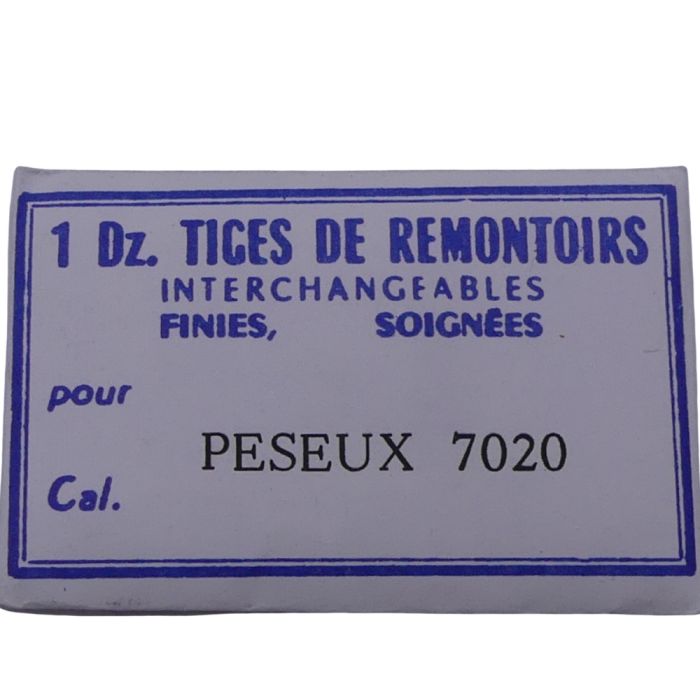 1 Dz. TIGES DE REMONTOIRS
INTERCHANGEABLES
FINIES, SOIGNÉES
pour
PESEUX 7020
Cal.